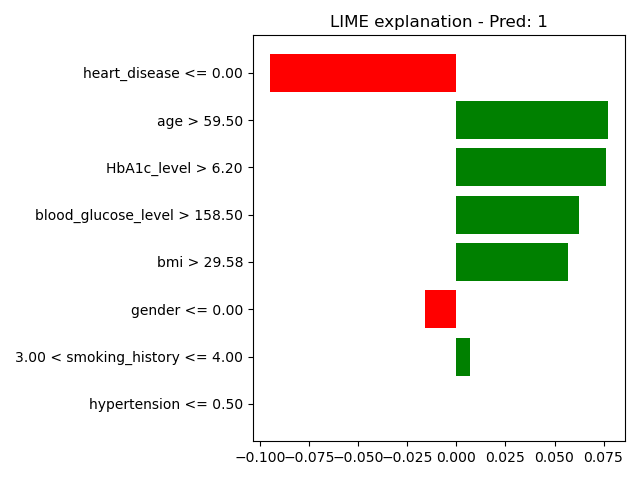 LIME explanation - Pred: 1
heart_disease <= 0.00
age > 59.50
HbA1c_level > 6.20
blood_glucose_level > 158.50
bmi > 29.58
gender <= 0.00
3.00 < smoking_history <= 4.00
hypertension <= 0.50
−0.100 −0.075 −0.050 −0.025 0.000 0.025 0.050 0.075